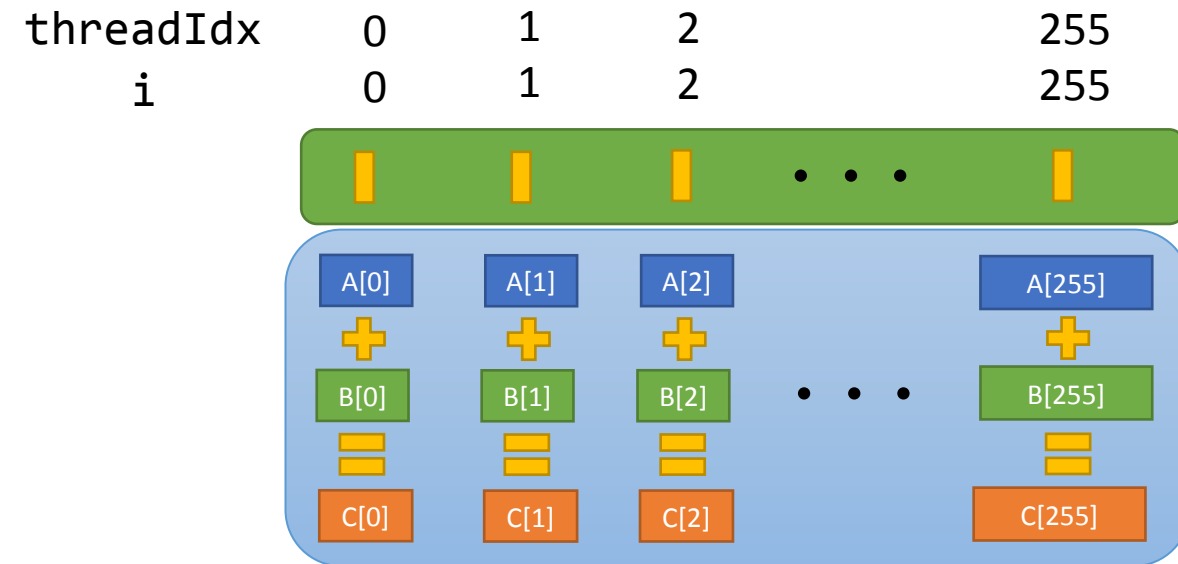 threadIdx 0 1 2 255
i 0 1 2 255
• • •
A[0] A[1] A[2] A[255]
+ + + +
B[0] B[1] B[2] • • • B[255]
= = = =
C[0] C[1] C[2] C[255]